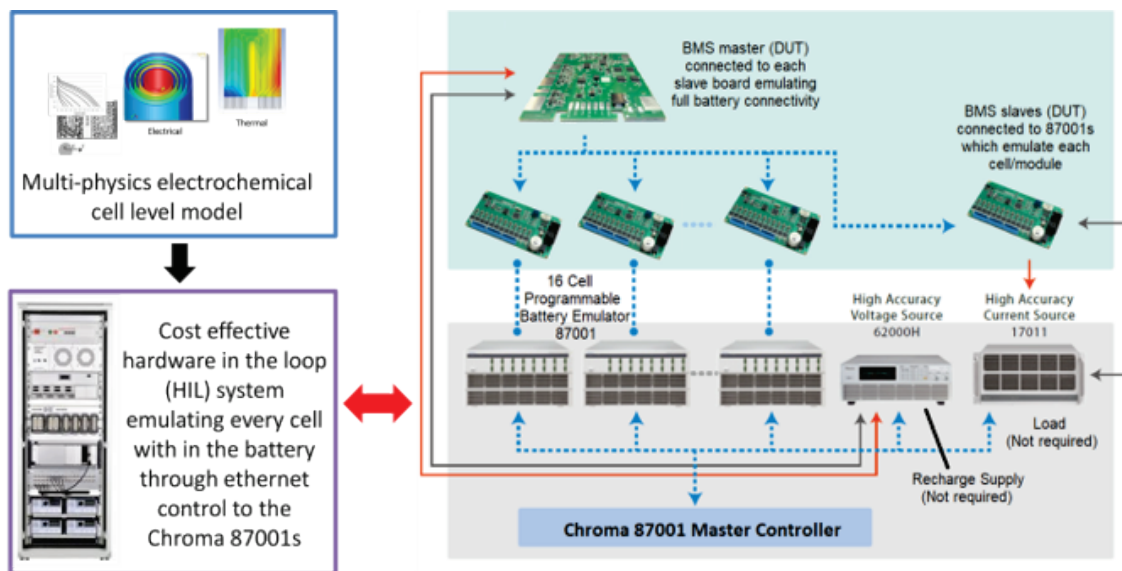 Electrical
Thermal
Multi-physics electrochemical
cell level model
Cost effective
hardware in the loop
(HIL) system
emulating every cell
with in the battery
through ethernet
control to the
Chroma 87001s
BMS master (DUT)
connected to each
slave board emulating
full battery connectivity
BMS slaves (DUT)
connected to 87001s
which emulate each
cell/module
16 Cell
Programmable
Battery Emulator
87001
High Accuracy
Voltage Source
62000H
High Accuracy
Current Source
17011
Load
(Not required)
Recharge Supply
(Not required)
Chroma 87001 Master Controller